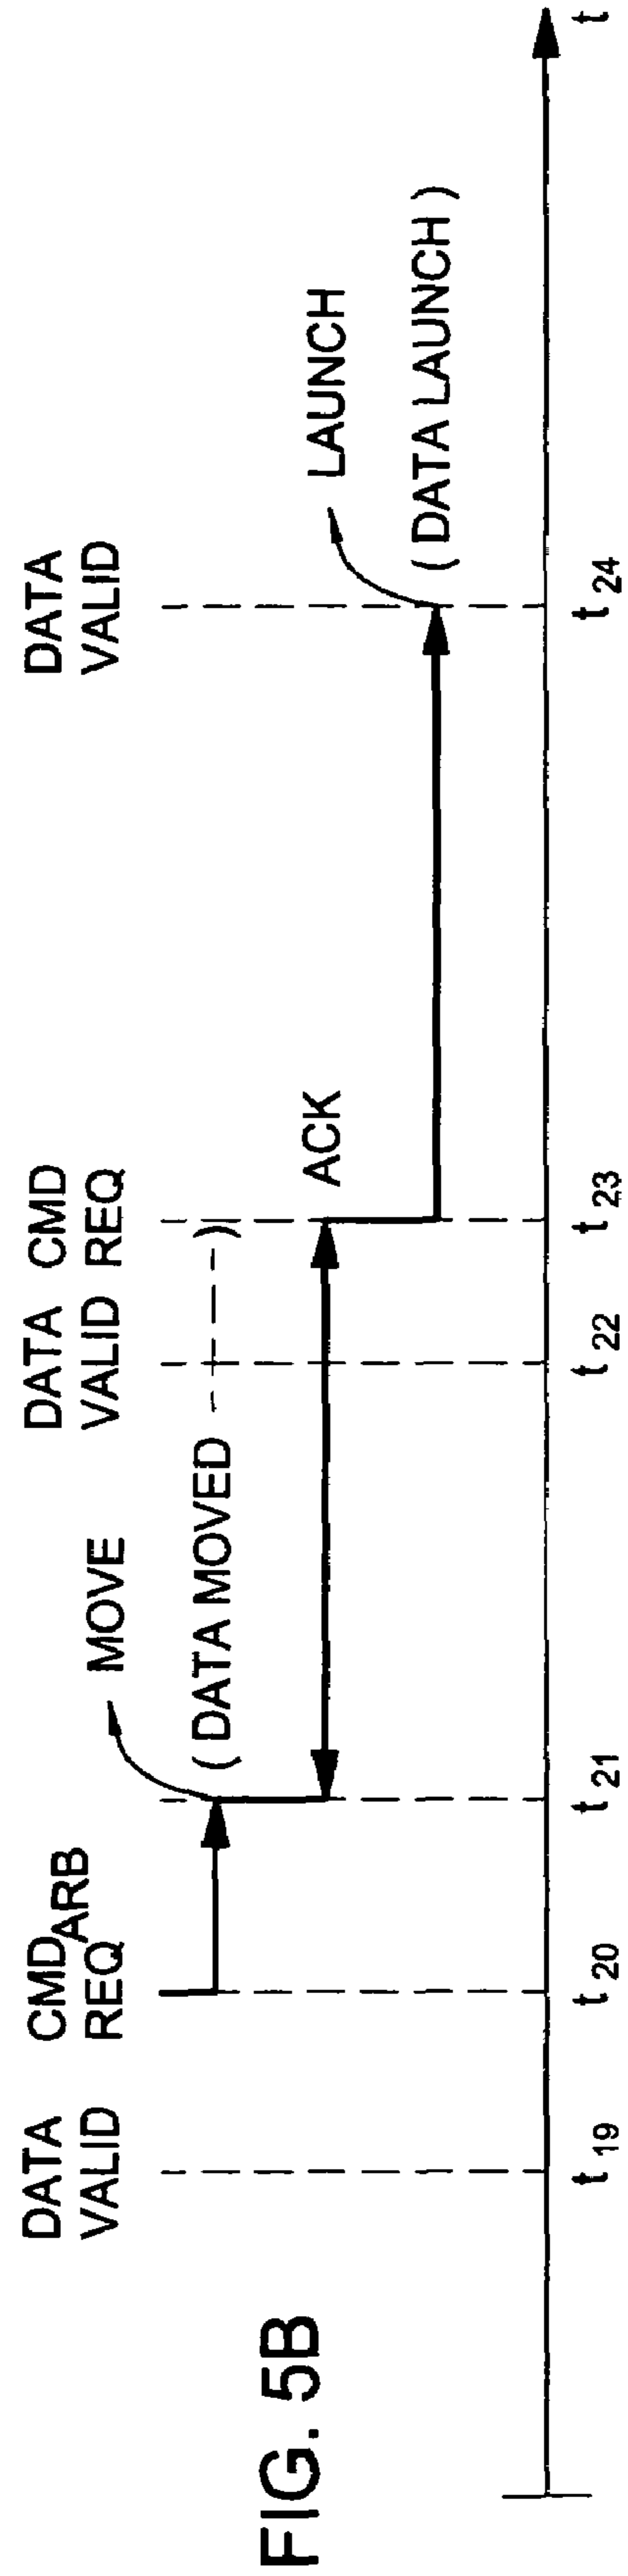 FIG. 5B
DATA
VALID
CMD
REQ
ARB
MOVE
( DATA MOVED - - - - )
DATA
VALID
CMD
REQ
ACK
DATA
VALID
LAUNCH
( DATA LAUNCH )
t19
t20
t21
t22
t23
t24
t